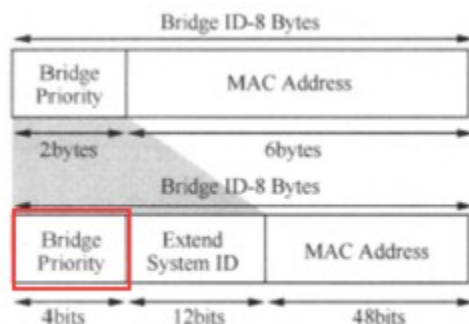 Bridge ID-8 Bytes
Bridge
Priority
MAC Address
2bytes
6bytes
Bridge ID-8 Bytes
Bridge
Priority
Extend
System ID
MAC Address
4bits
12bits
48bits